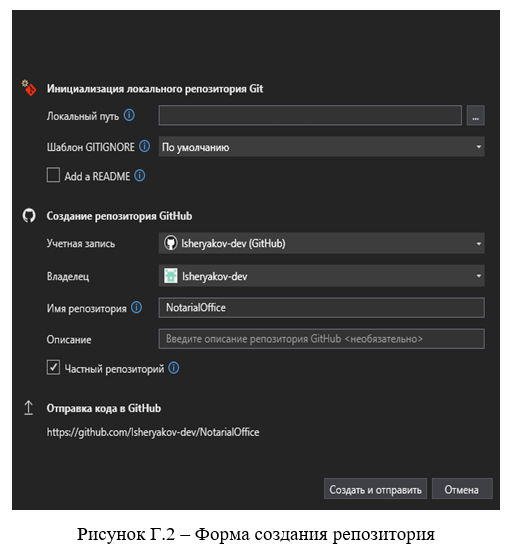 Инициализация локального репозитория Git
Локальный путь
...
Шаблон GITIGNORE По умолчанию
Add a README
Создание репозитория GitHub
Учетная запись Isheryakov-dev (GitHub)
Владелец Isheryakov-dev
Имя репозитория NotarialOffice
Описание Введите описание репозитория GitHub <необязательно>
Частный репозиторий
Отправка кода в GitHub
https://github.com/Isheryakov-dev/NotarialOffice
Создать и отправить Отмена
Рисунок Г.2 – Форма создания репозитория